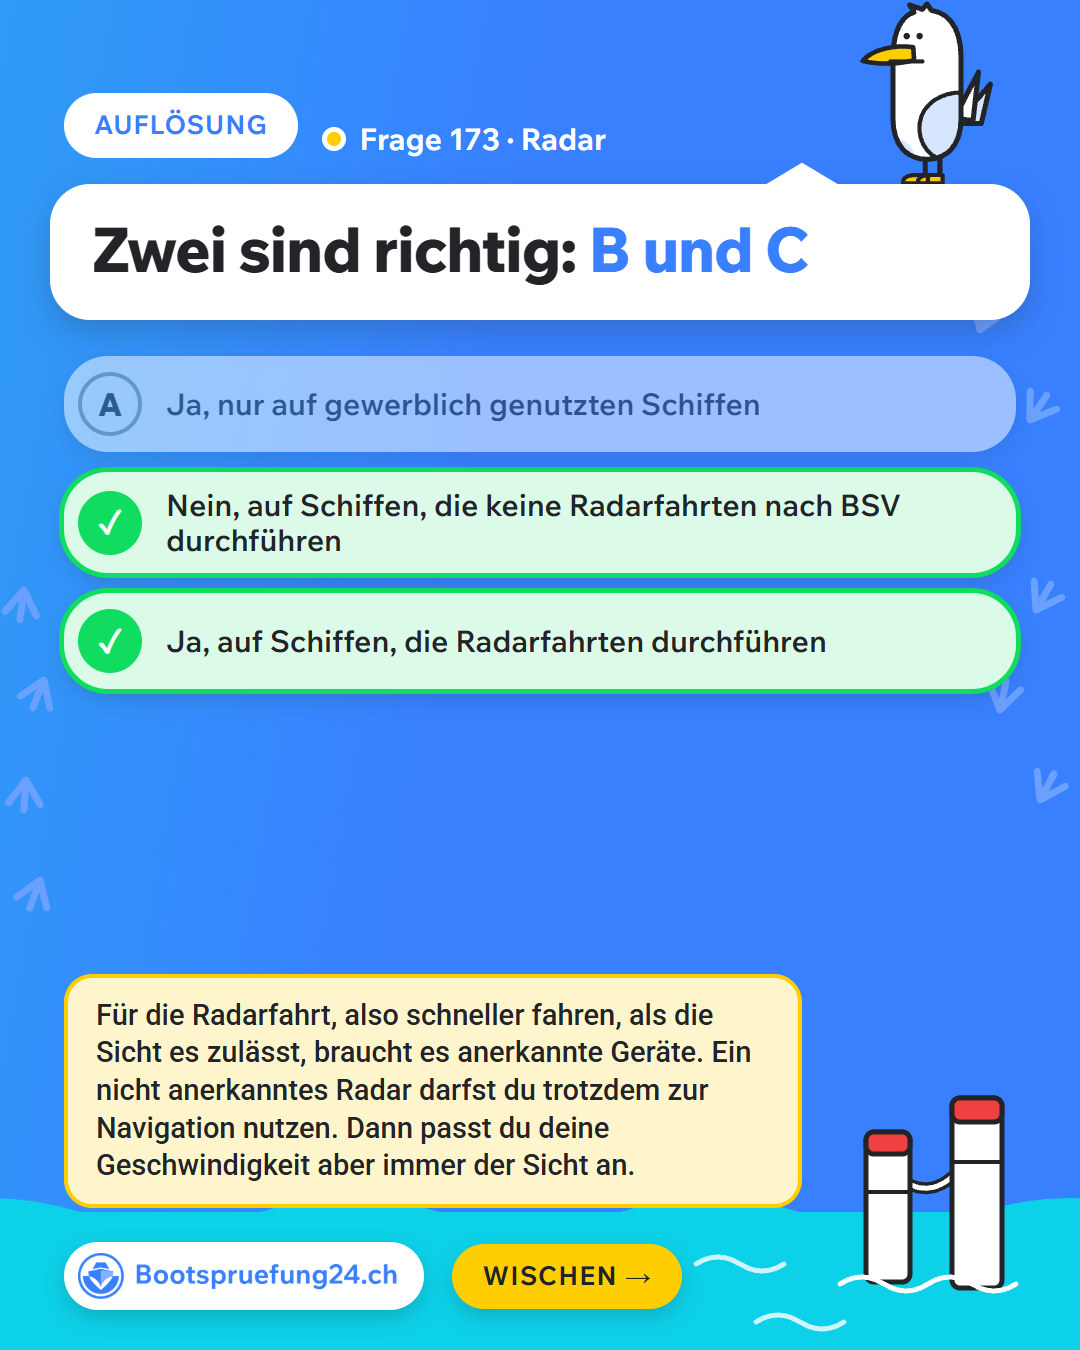 AUFLÖSUNG
Frage 173 · Radar
Zwei sind richtig: B und C
A
Ja, nur auf gewerblich genutzten Schiffen
✓
Nein, auf Schiffen, die keine Radarfahrten nach BSV
durchführen
✓
Ja, auf Schiffen, die Radarfahrten durchführen
Für die Radarfahrt, also schneller fahren, als die
Sicht es zulässt, braucht es anerkannte Geräte. Ein
nicht anerkanntes Radar darfst du trotzdem zur
Navigation nutzen. Dann passt du deine
Geschwindigkeit aber immer der Sicht an.
Bootspruefung24.ch
WISCHEN →